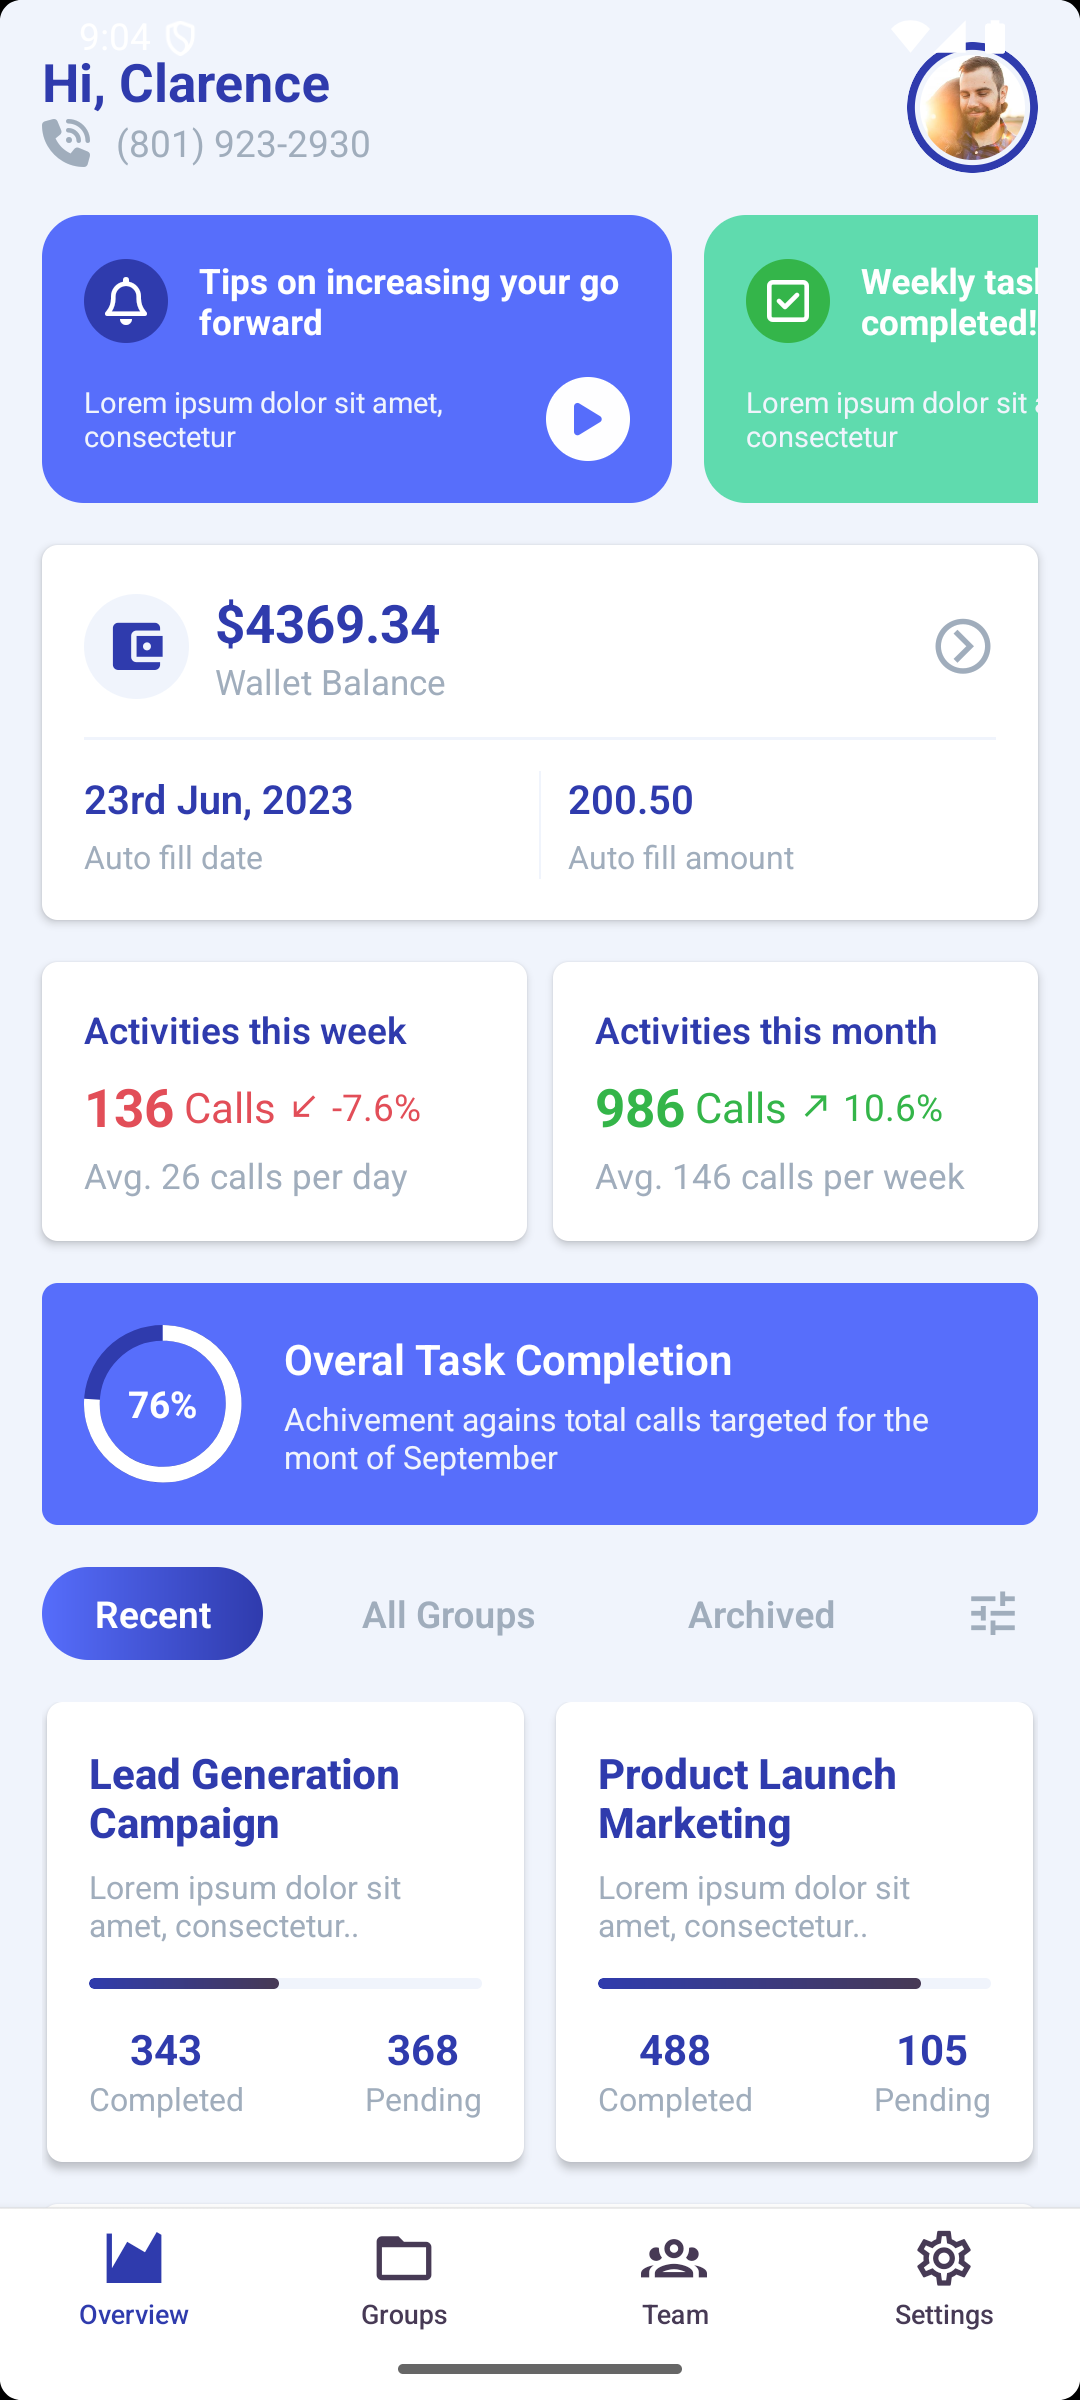 9:04
Hi, Clarence
(801) 923-2930
Tips on increasing your go
forward
Lorem ipsum dolor sit amet,
consectetur
Weekly task
completed!
Lorem ipsum dolor sit a
consectetur
$4369.34
Wallet Balance
23rd Jun, 2023
Auto fill date
200.50
Auto fill amount
Activities this week
136 Calls -7.6%
Avg. 26 calls per day
Activities this month
986 Calls 10.6%
Avg. 146 calls per week
76%
Overal Task Completion
Achivement agains total calls targeted for the
mont of September
Recent
All Groups
Archived
Lead Generation
Campaign
Lorem ipsum dolor sit
amet, consectetur..
343
Completed
368
Pending
Product Launch
Marketing
Lorem ipsum dolor sit
amet, consectetur..
488
Completed
105
Pending
Overview
Groups
Team
Settings